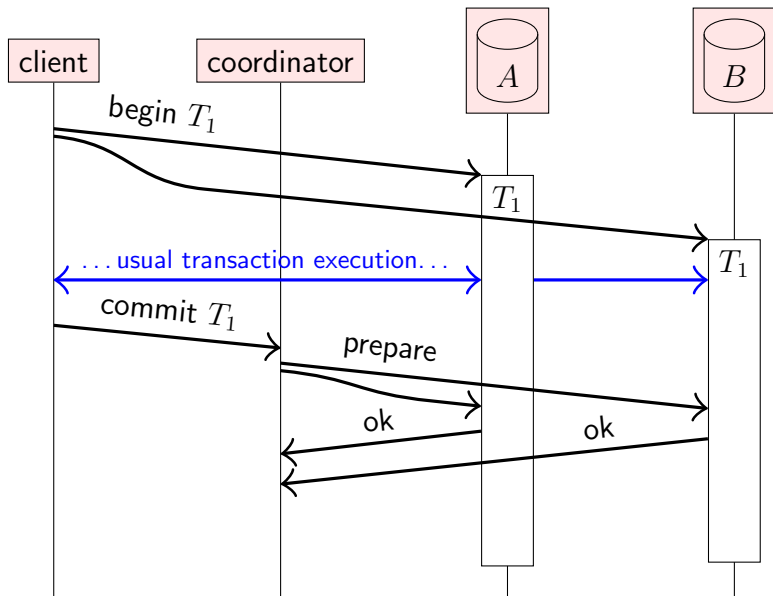 client
coordinator
A
B
begin T₁
T₁
T₁
...usual transaction execution...
commit T₁
prepare
ok
ok